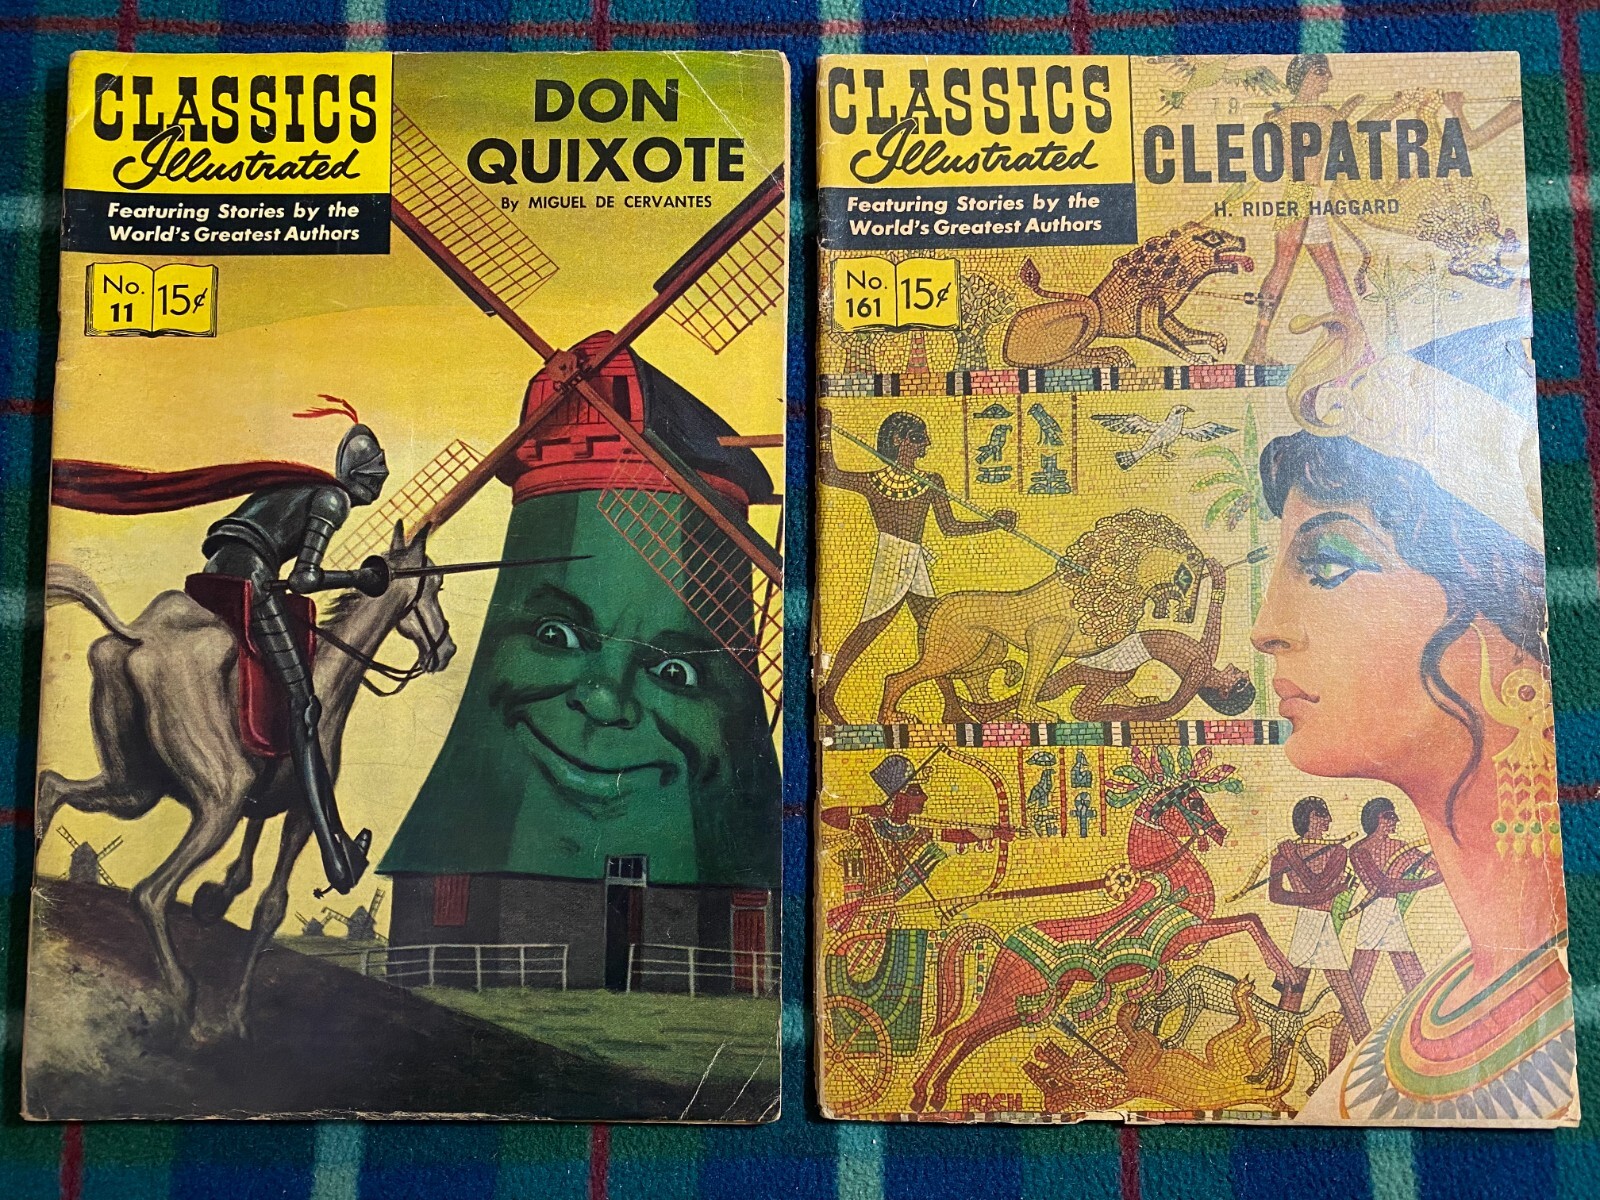 CLASSICS
Illustrated
Featuring Stories by the
World's Greatest Authors
No.
11
15¢
DON
QUIXOTE
By MIGUEL DE CERVANTES
CLASSICS
Illustrated
Featuring Stories by the
World's Greatest Authors
No.
161
15¢
CLEOPATRA
H. RIDER HAGGARD